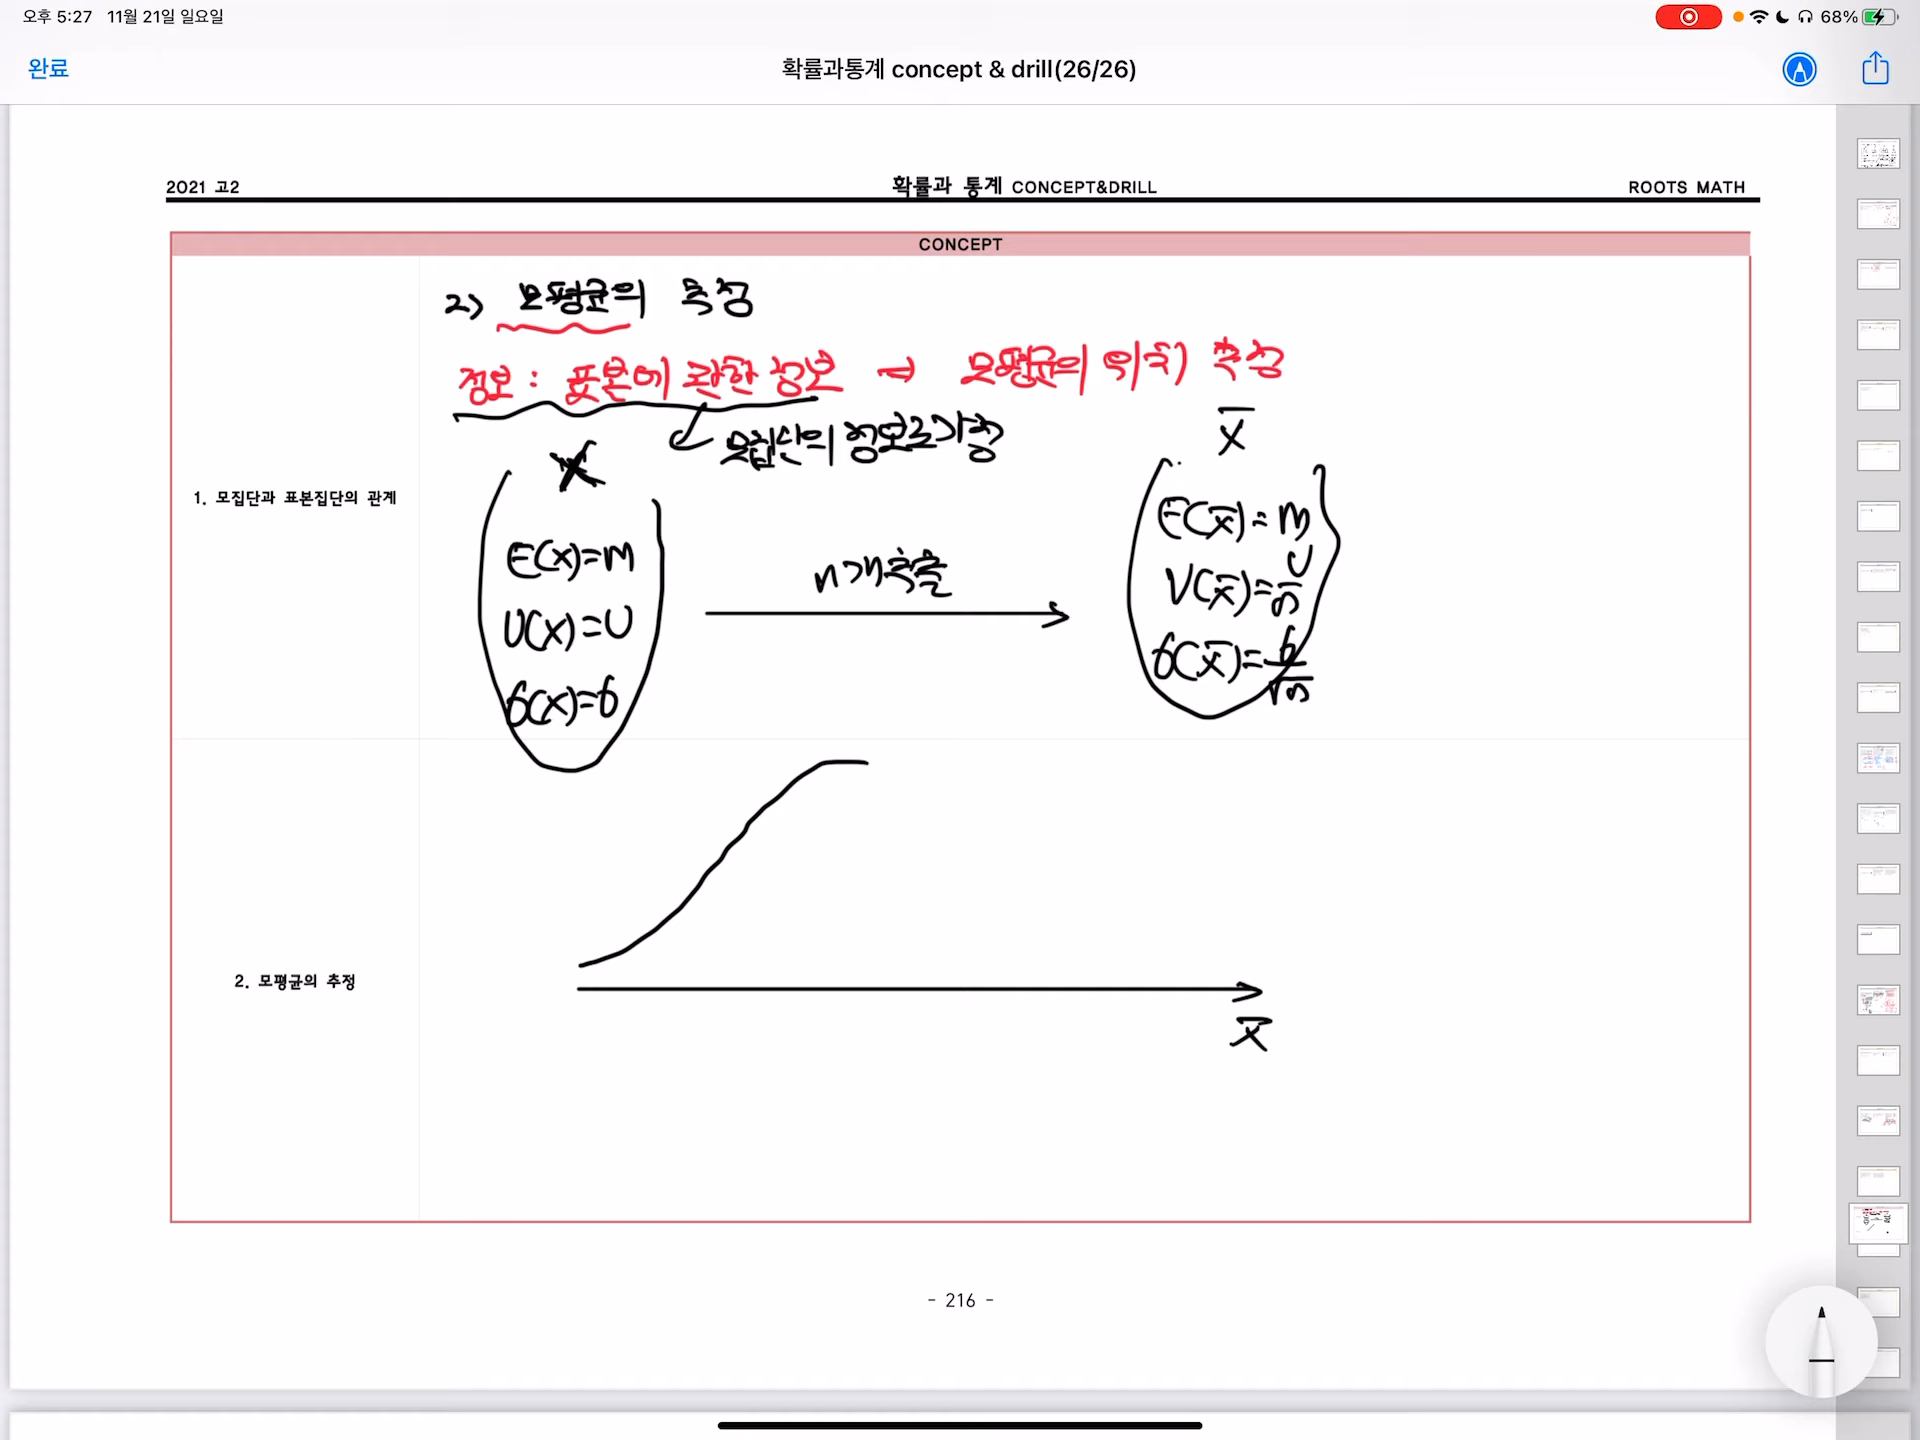 오후 5:27 11월 21일 일요일
68%
완료
확률과통계 concept & drill(26/26)
2021 고2
확률과 통계 CONCEPT&DRILL
ROOTS MATH
CONCEPT
2) 모평균의 추정
정보 : 표본에 관한 정보 → 모평균의 위치 추정
모집단의 정보로 가정
1. 모집단과 표본집단의 관계
X
E(X)=m
V(X)=V
σ(X)=σ
n개 추출
X̄
E(X̄)=m
V(X̄)=V/n
σ(X̄)=σ/√n
2. 모평균의 추정
X̄
- 216 -